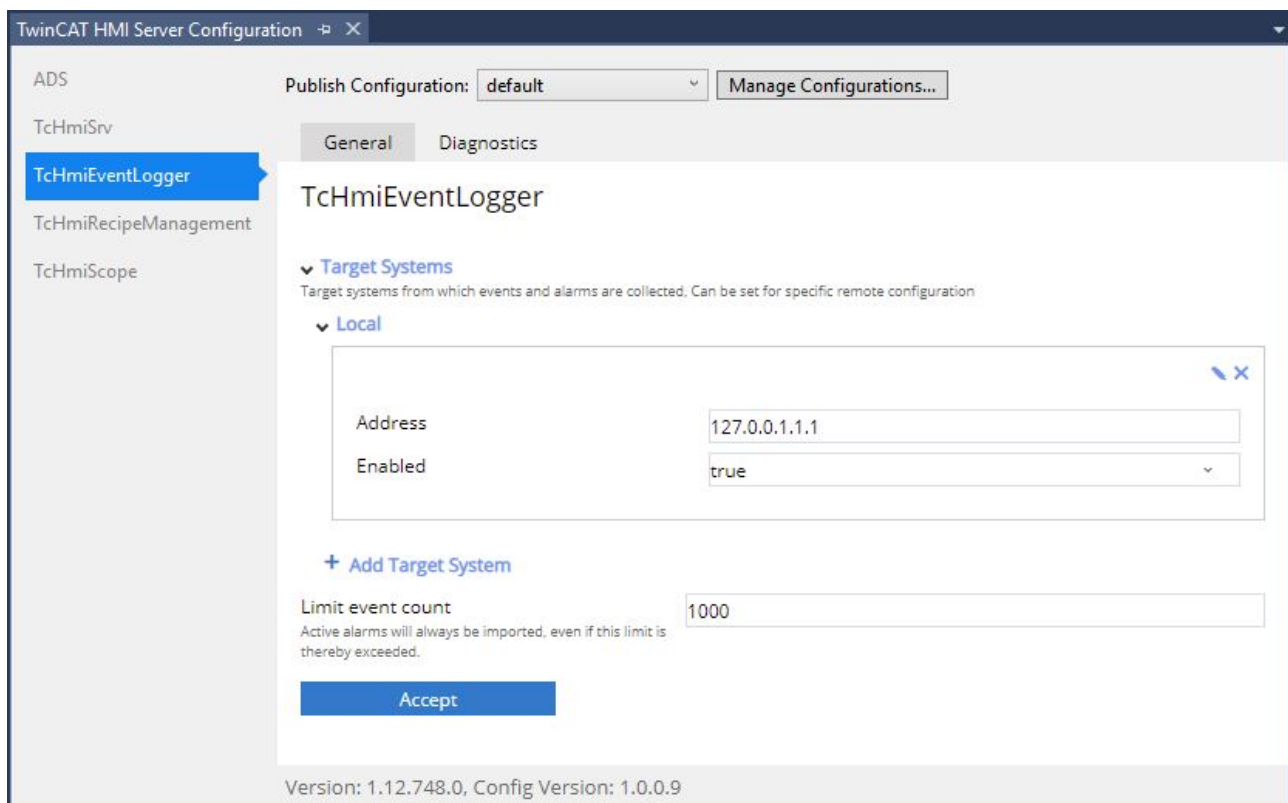 TwinCAT HMI Server Configuration
ADS
TcHmiSrv
TcHmiEventLogger
TcHmiRecipeManagement
TcHmiScope
Publish Configuration: default Manage Configurations...
General Diagnostics
TcHmiEventLogger
Target Systems
Target systems from which events and alarms are collected, Can be set for specific remote configuration
Local
Address 127.0.0.1.1.1
Enabled true
+ Add Target System
Limit event count 1000
Active alarms will always be imported, even if this limit is
thereby exceeded.
Accept
Version: 1.12.748.0, Config Version: 1.0.0.9